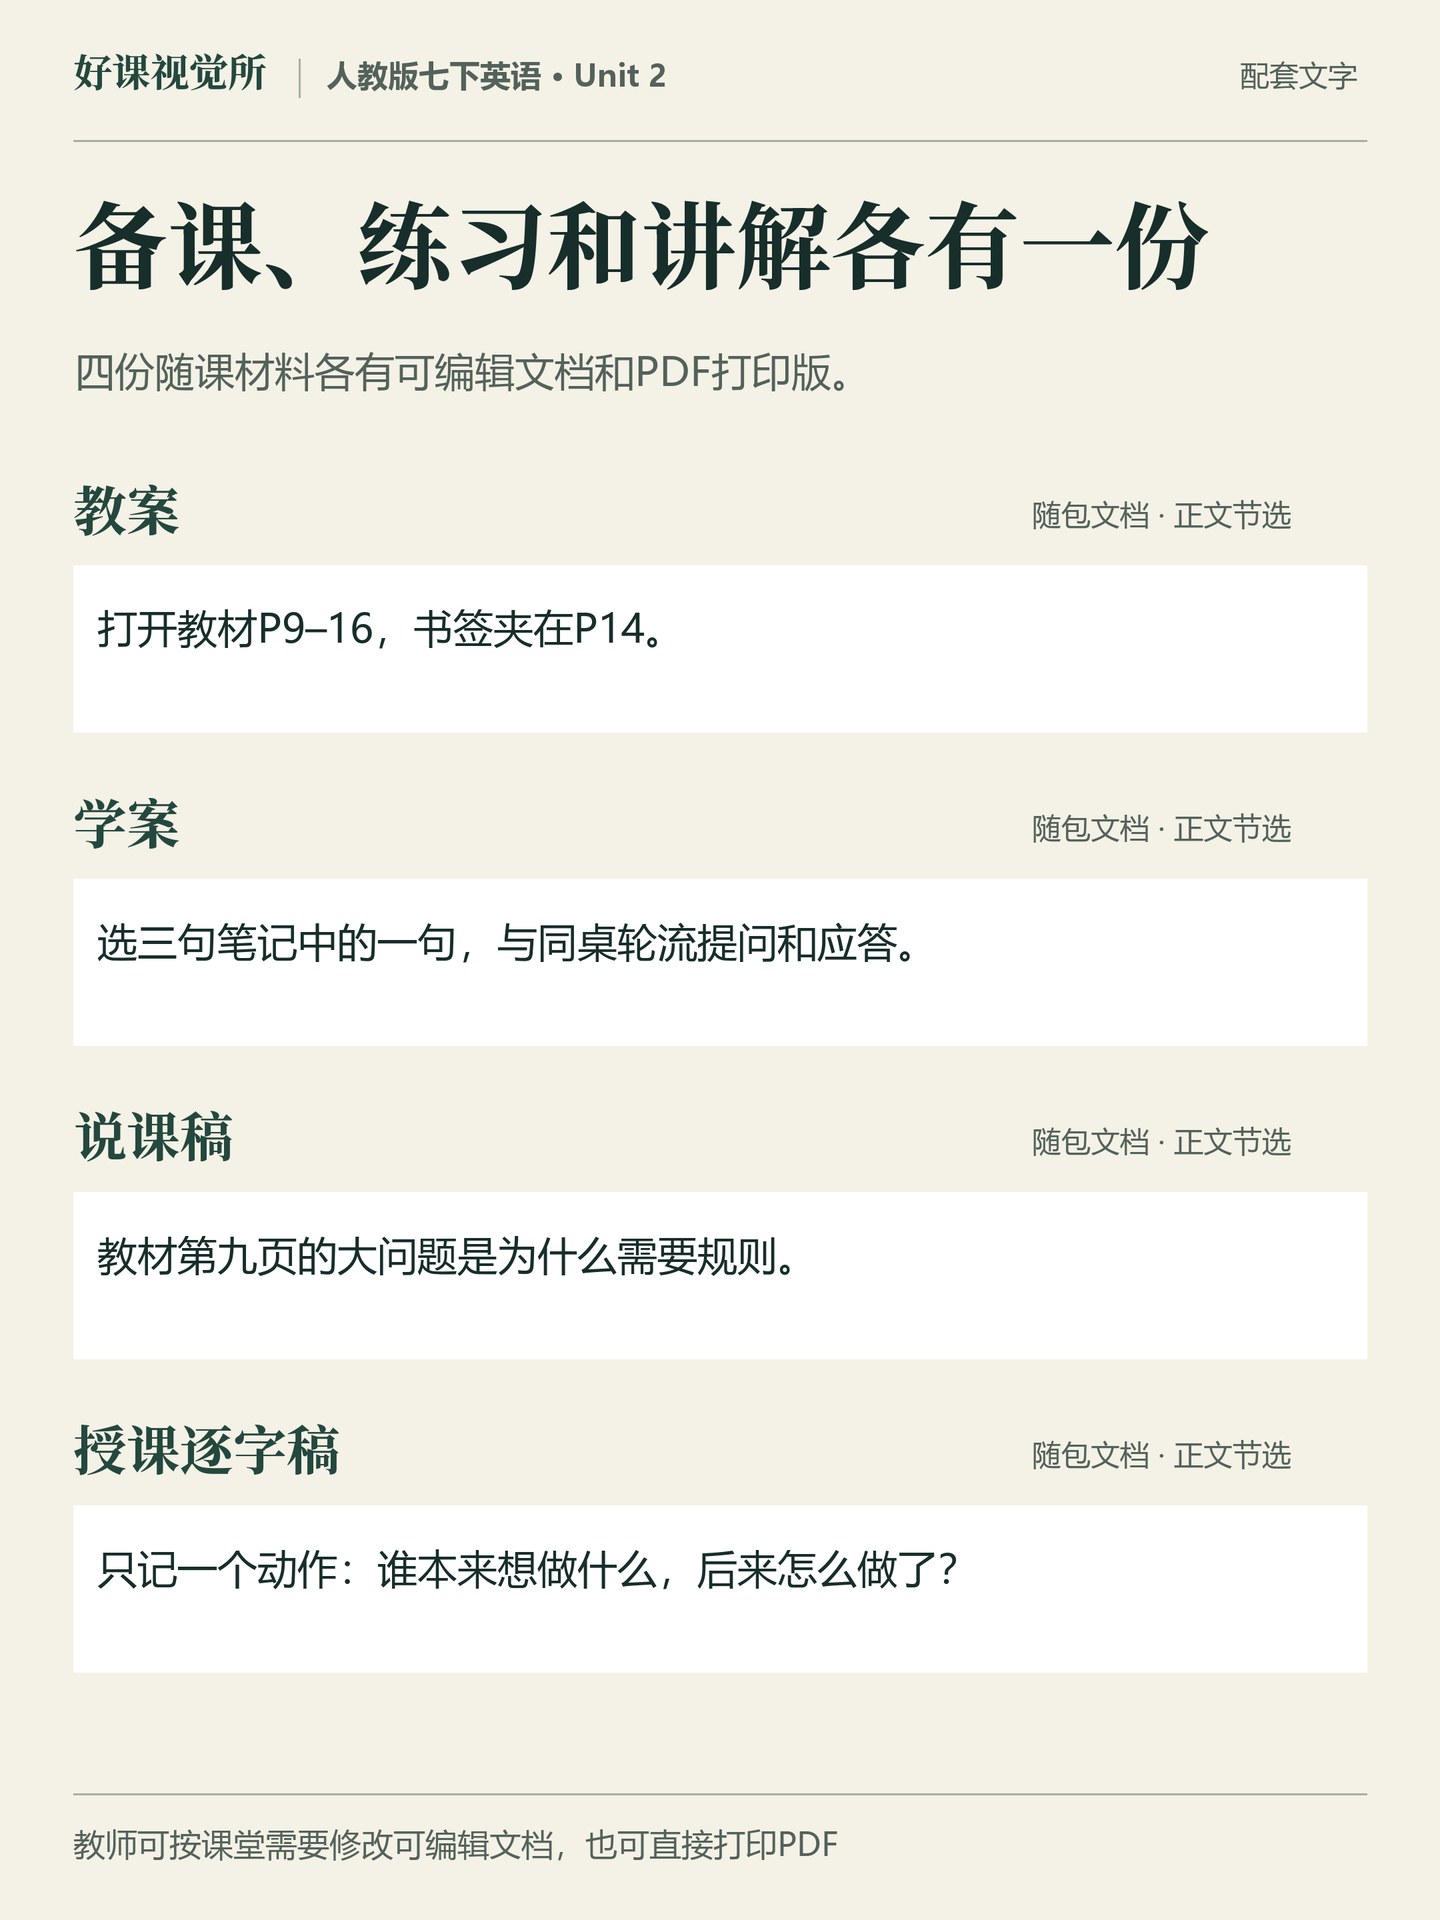 好课视觉所 | 人教版七下英语 • Unit 2
配套文字
备课、练习和讲解各有一份
四份随课材料各有可编辑文档和PDF打印版。
教案
随包文档 · 正文节选
打开教材P9–16，书签夹在P14。
学案
随包文档 · 正文节选
选三句笔记中的一句，与同桌轮流提问和应答。
说课稿
随包文档 · 正文节选
教材第九页的大问题是为什么需要规则。
授课逐字稿
随包文档 · 正文节选
只记一个动作：谁本来想做什么，后来怎么做了？
教师可按课堂需要修改可编辑文档，也可直接打印PDF